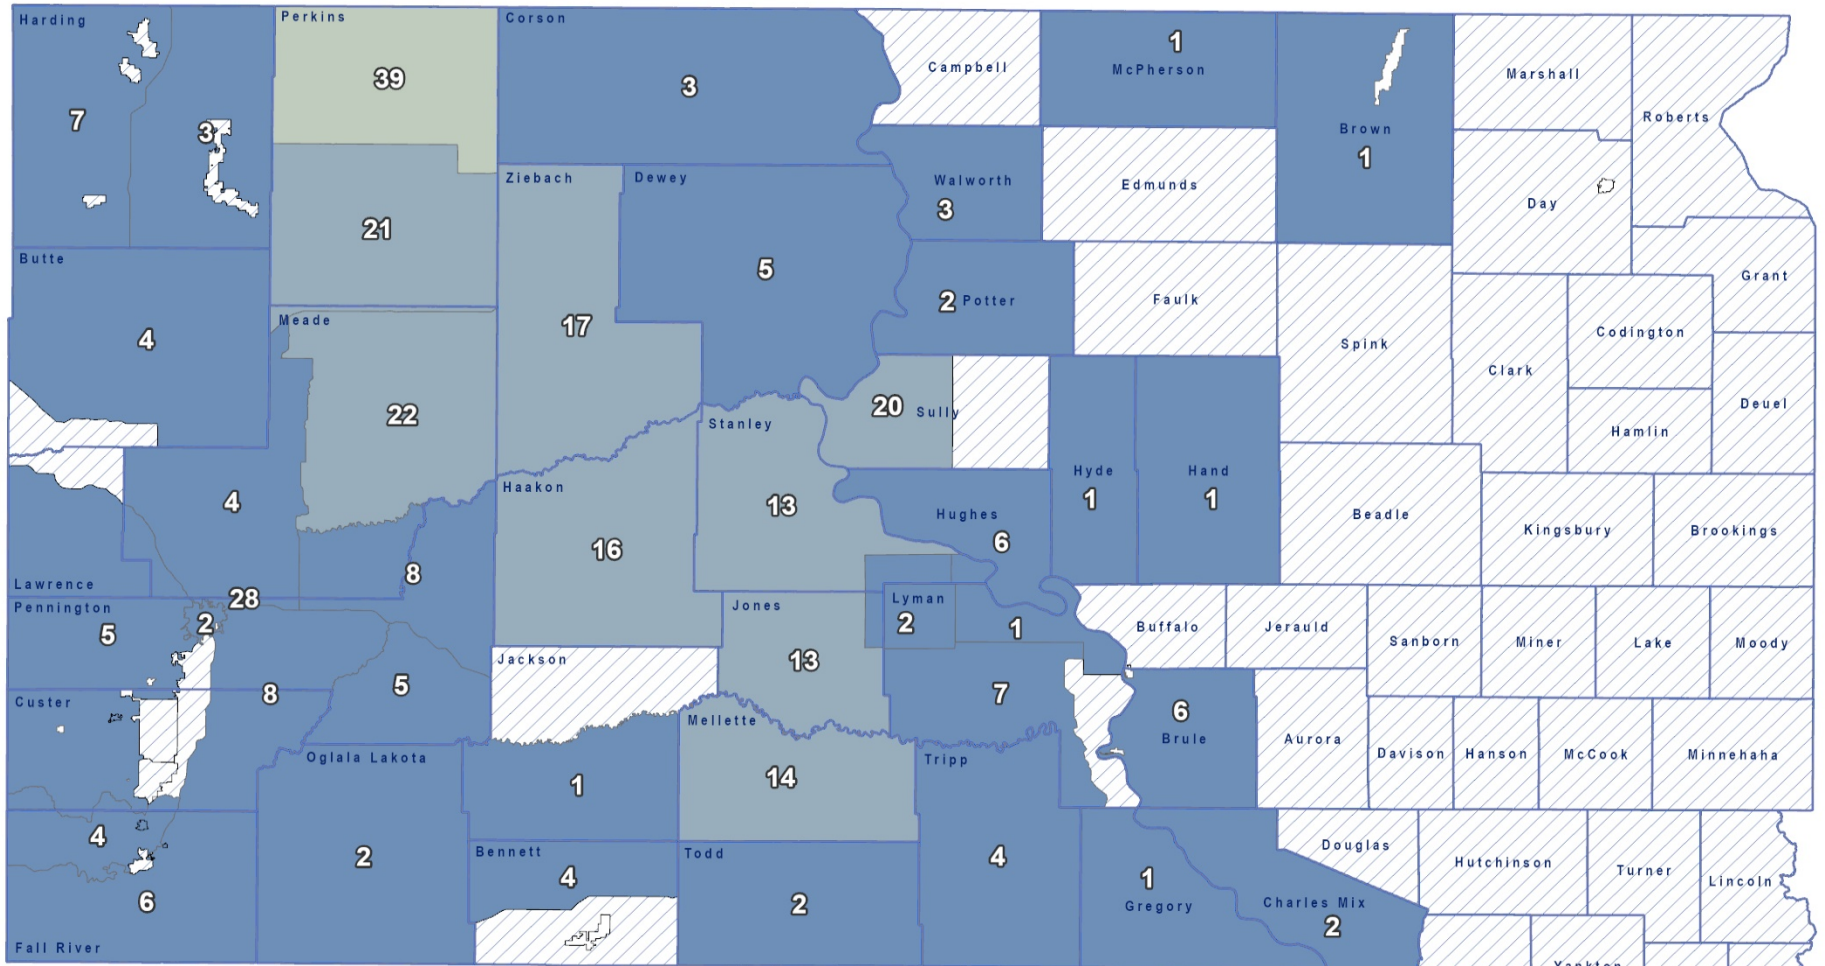 Harding
Perkins
Corson
39
3
7
3
Campbell
1
McPherson
Brown
1
Marshall
Roberts
21
Ziebach
Dewey
Walworth
3
Edmunds
Day
Butte
4
Meade
17
5
2 Potter
Faulk
Spink
Grant
Codington
Clark
Deuel
Hamlin
22
20 Sully
Stanley
4
Haakon
13
Hyde
1
Hand
1
Hughes
6
Beadle
Kingsbury
Brookings
16
8
Lawrence
28
Pennington
5
2
Jones
Lyman
2
1
Buffalo
Jerauld
Sanborn
Miner
Lake
Moody
Jackson
13
7
8
5
Custer
Mellette
6
Brule
Aurora
Davison
Hanson
McCook
Minnehaha
Oglala Lakota
1
14
Tripp
4
2
Bennett
4
Todd
2
4
1
Gregory
Charles Mix
2
Douglas
Hutchinson
Turner
Lincoln
6
Fall River
Yankton